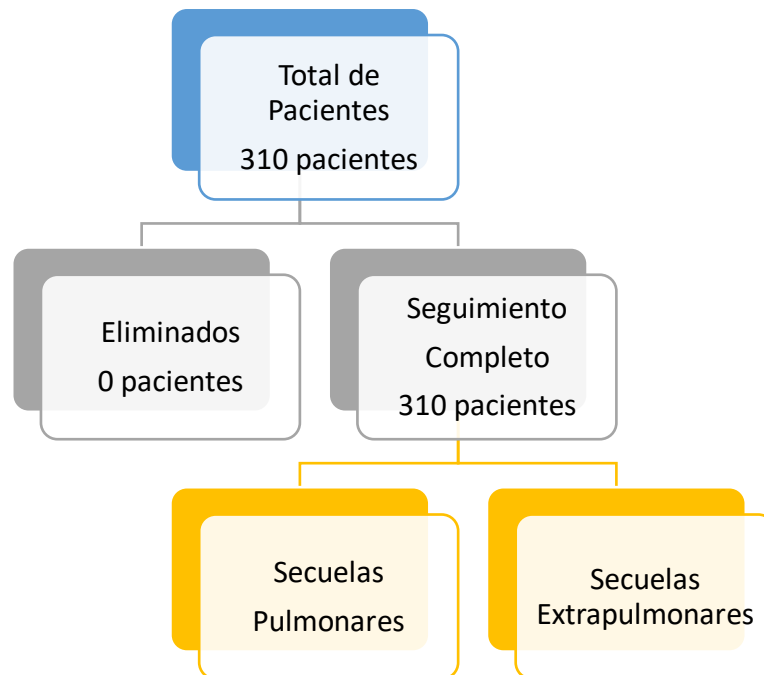 Total de
Pacientes
310 pacientes
Eliminados
0 pacientes
Seguimiento
Completo
310 pacientes
Secuelas
Pulmonares
Secuelas
Extrapulmonares